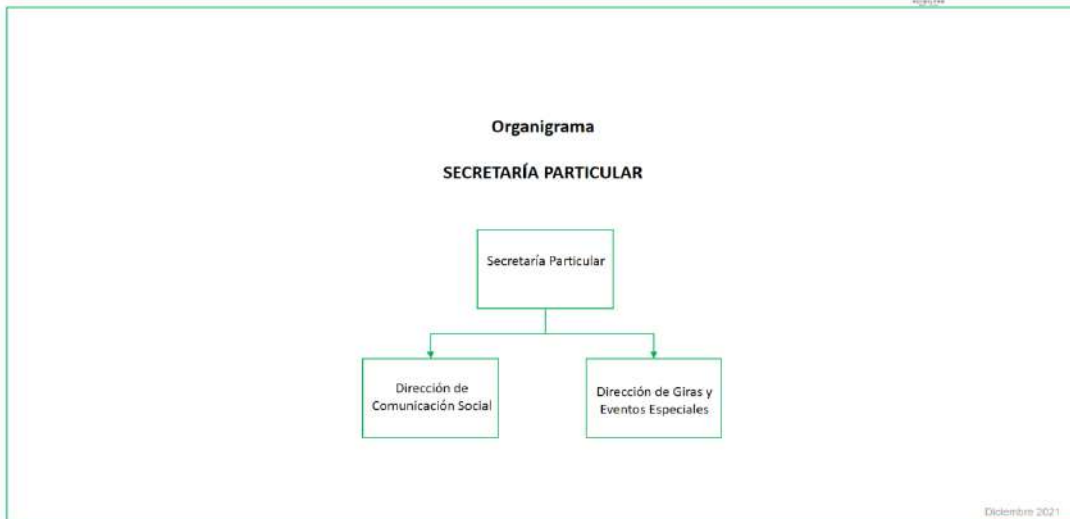 Organigrama
SECRETARÍA PARTICULAR
Secretaría Particular
Dirección de
Comunicación Social
Dirección de Giras y
Eventos Especiales
Diciembre 2021